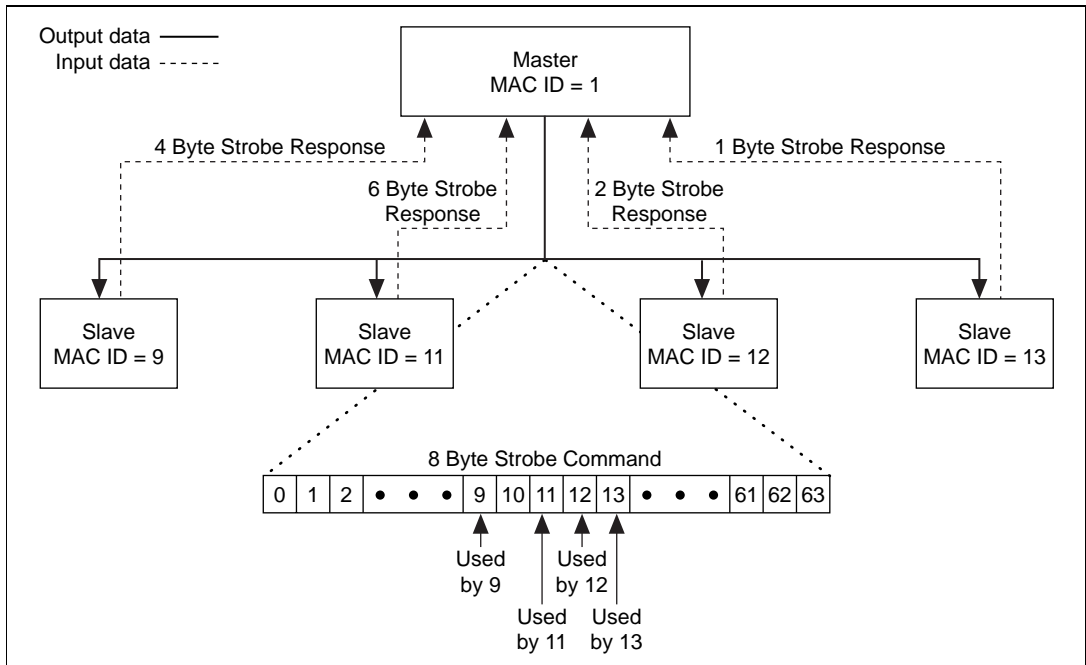 Output data
Input data
Master
MAC ID = 1
4 Byte Strobe Response
1 Byte Strobe Response
6 Byte Strobe
Response
2 Byte Strobe
Response
Slave
MAC ID = 9
Slave
MAC ID = 11
Slave
MAC ID = 12
Slave
MAC ID = 13
8 Byte Strobe Command
0 1 2 • • • 9 10 11 12 13 • • • 61 62 63
Used
by 9
Used
by 12
Used
by 11
Used
by 13